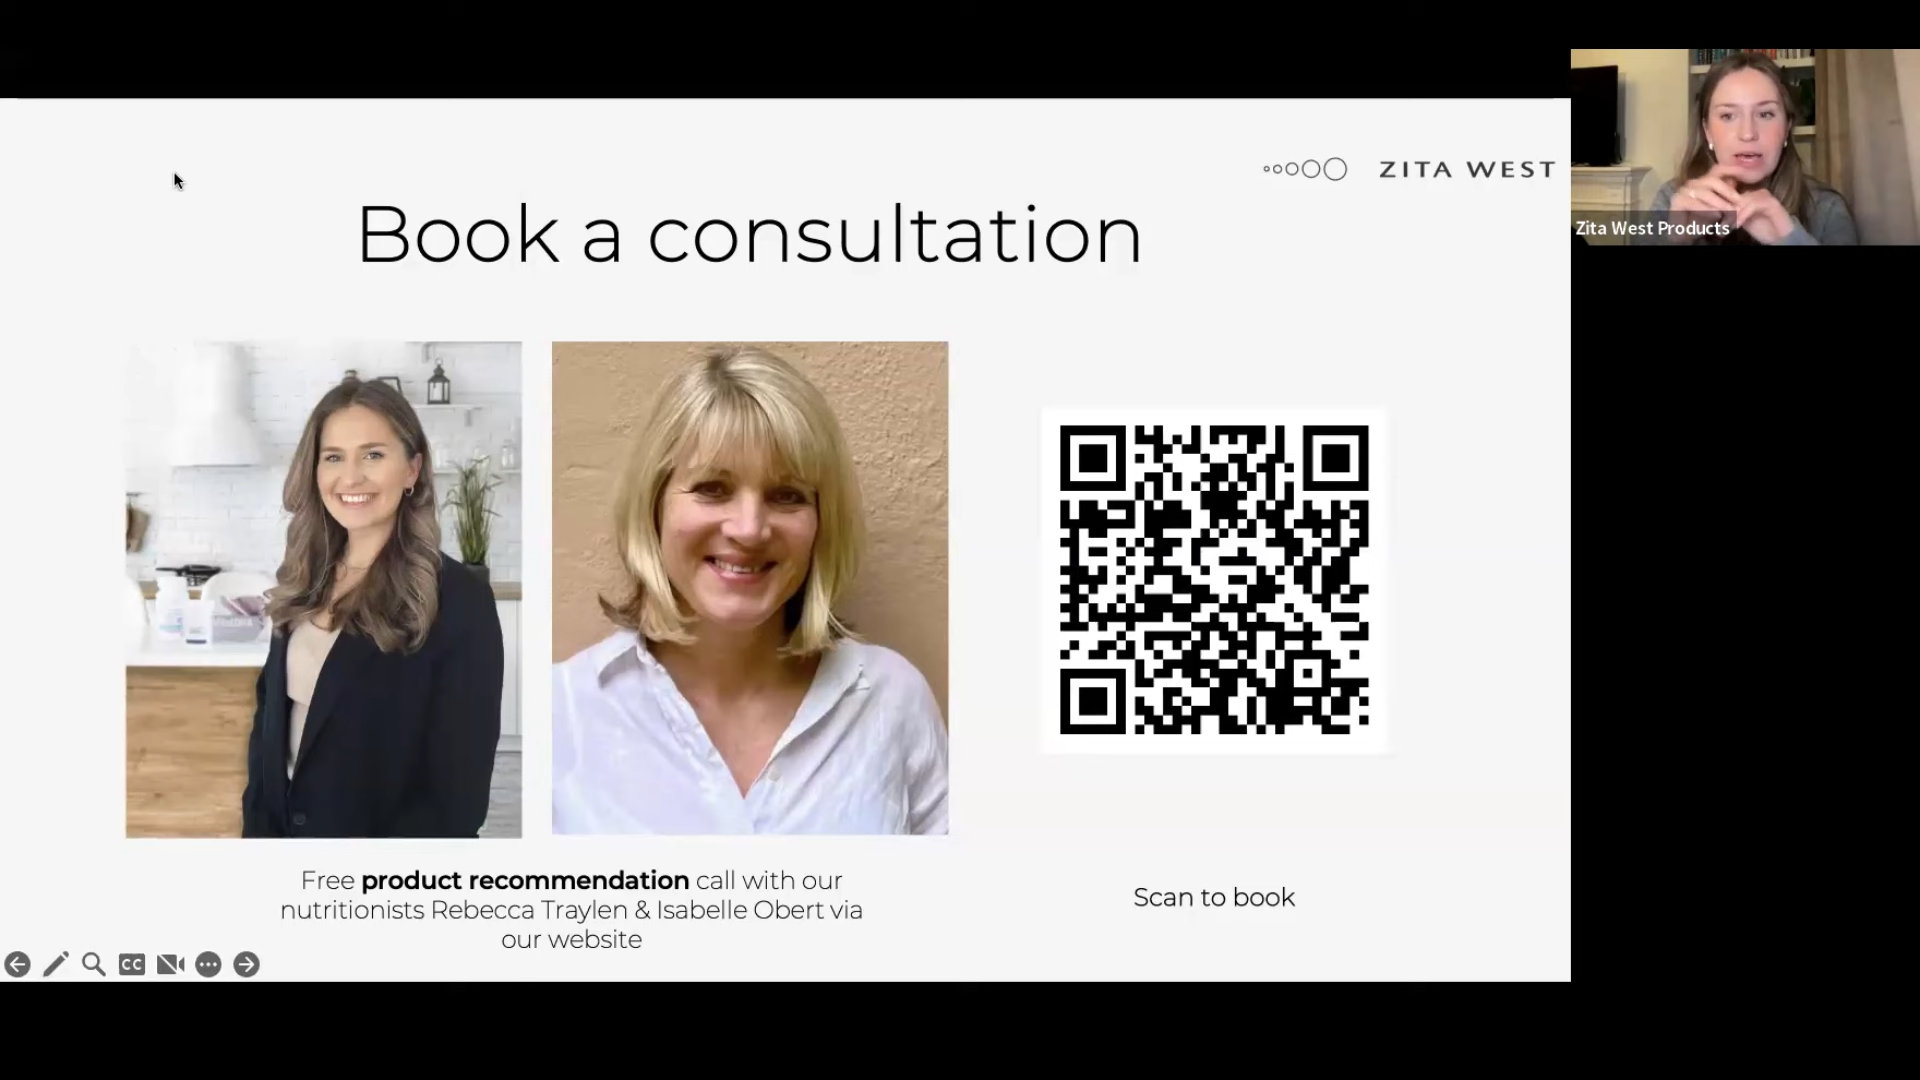 ZITA WEST
Book a consultation
Zita West Products
Free product recommendation call with our
nutritionists Rebecca Traylen & Isabelle Obert via
our website
Scan to book
CC